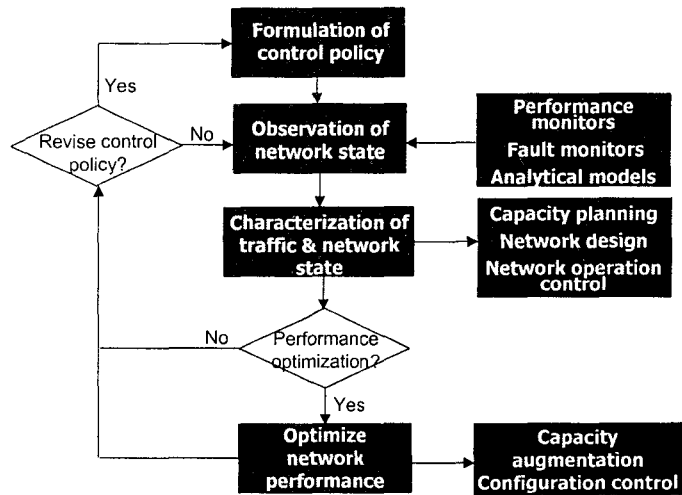 Formulation of
control policy
Yes
Revise control
policy?
No
Observation of
network state
Performance
monitors
Fault monitors
Analytical models
Characterization of
traffic & network
state
Capacity planning
Network design
Network operation
control
No
Performance
optimization?
Yes
Optimize
network
performance
Capacity
augmentation
Configuration control